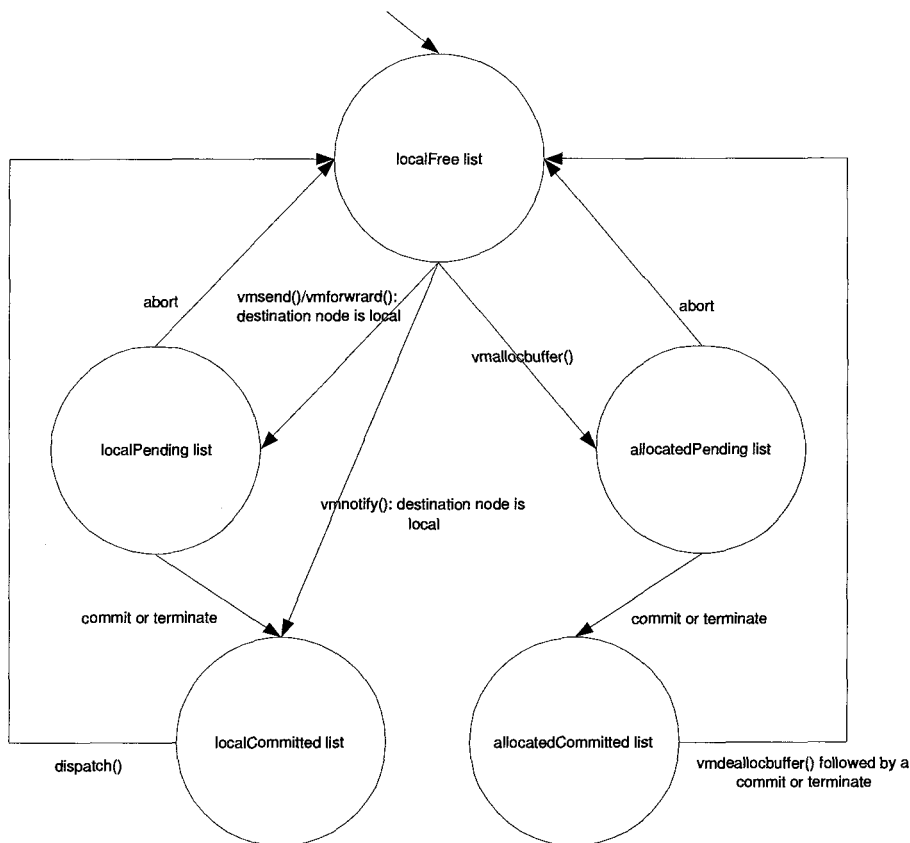 localFree list
abort
vmsend()/vmforwrard():
destination node is local
abort
vmallocbuffer()
localPending list
allocatedPending list
vmnotify(): destination node is
local
commit or terminate
commit or terminate
localCommitted list
allocatedCommitted list
dispatch()
vmdeallocbuffer() followed by a
commit or terminate